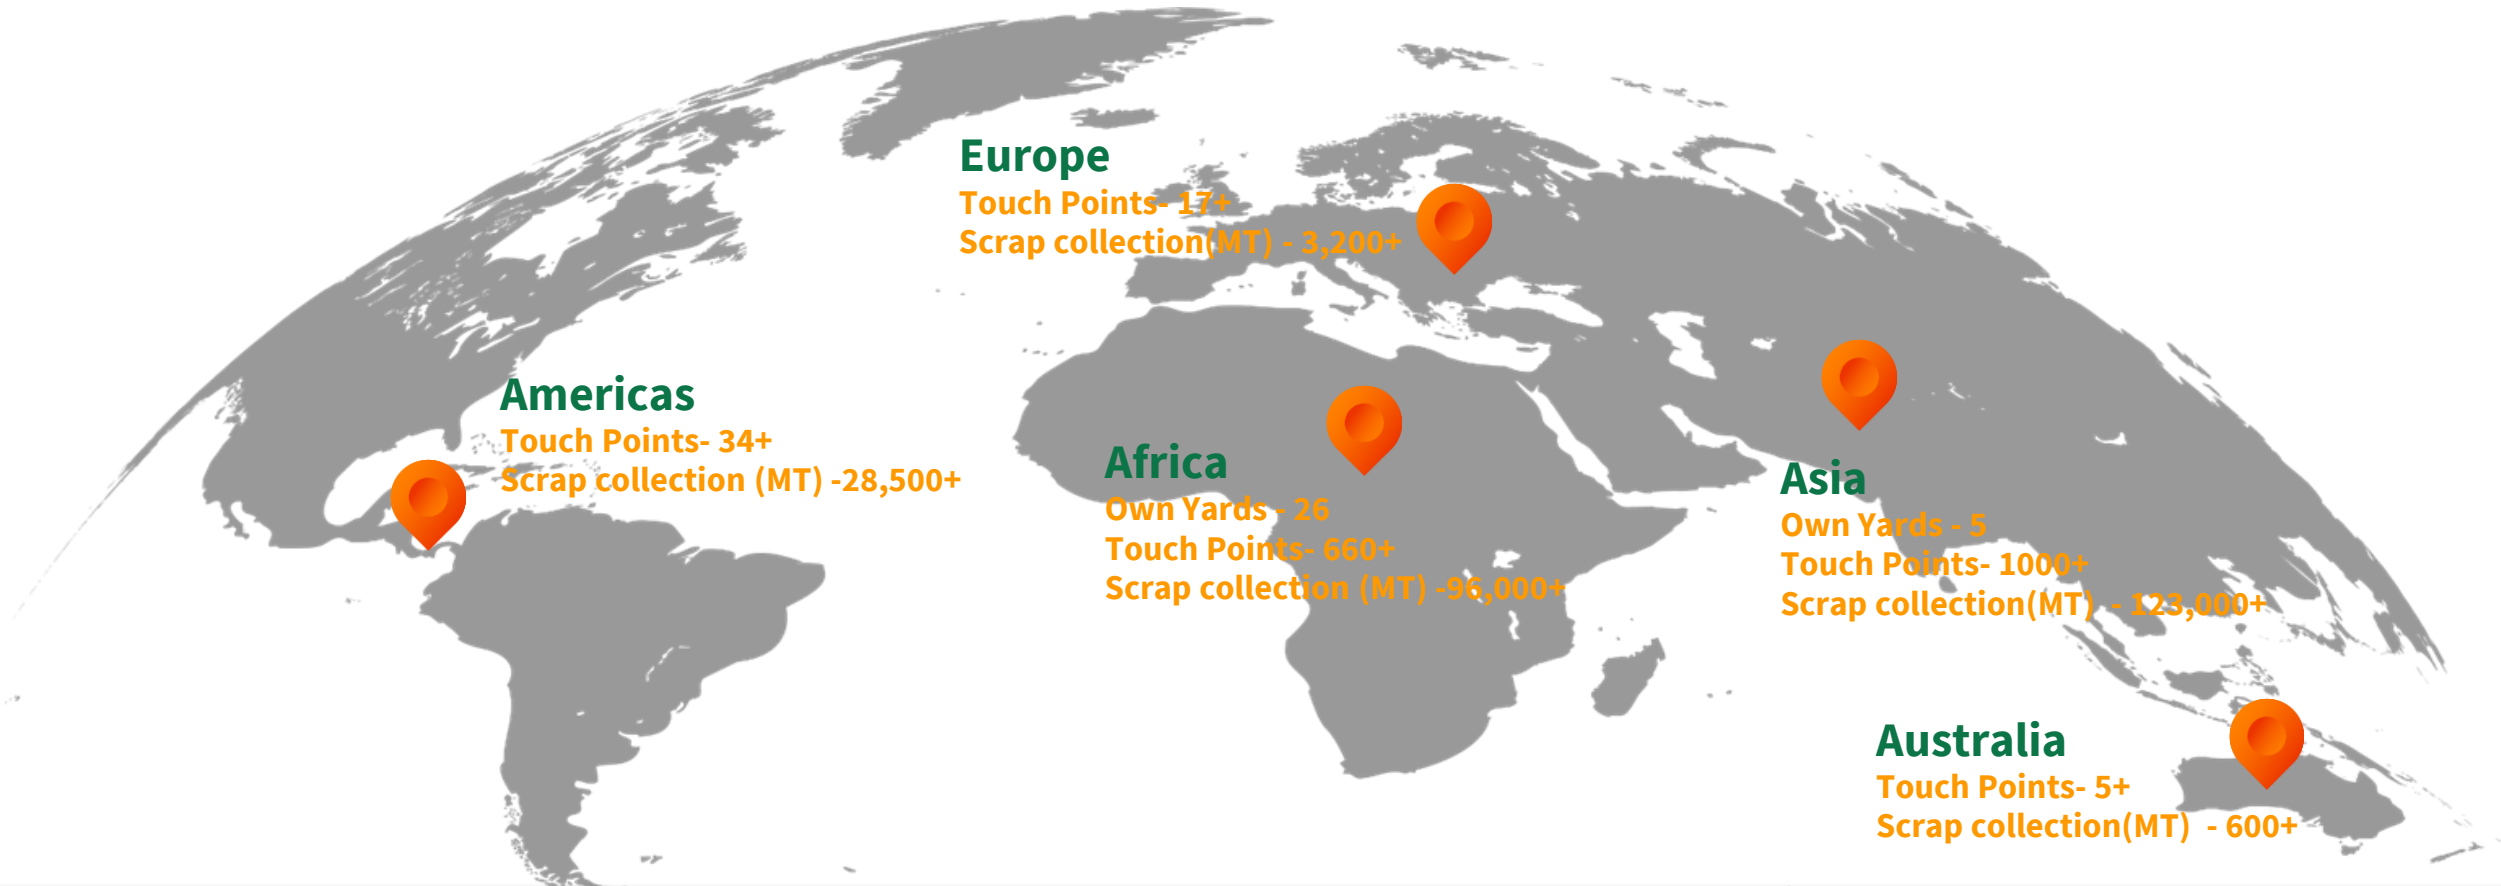 Europe
Touch Points- 17+
Scrap collection(MT) - 3,200+
Americas
Touch Points- 34+
Scrap collection (MT) -28,500+
Africa
Own Yards - 26
Touch Points- 660+
Scrap collection (MT) -96,000+
Asia
Own Yards - 5
Touch Points- 1000+
Scrap collection(MT)  - 123,000+
Australia
Touch Points- 5+
Scrap collection(MT)  - 600+